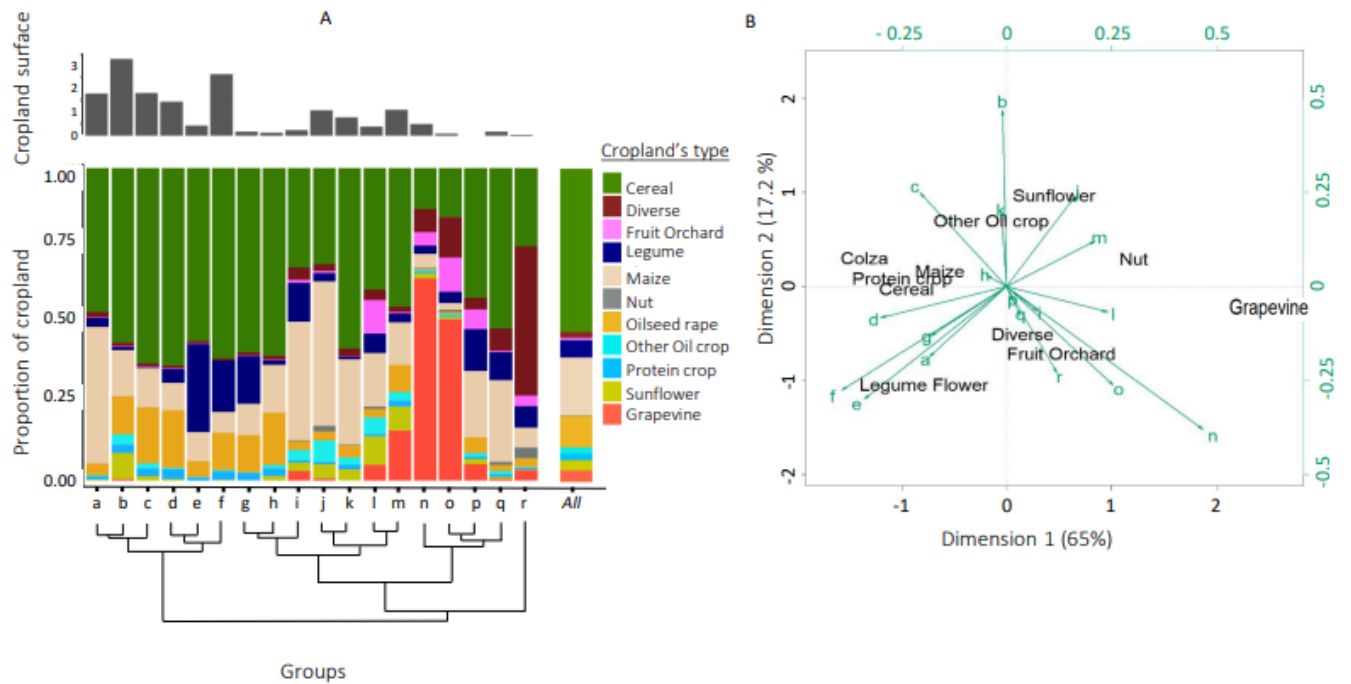 A
Cropland surface
3
2
1
0
Proportion of cropland
1.00
0.75
0.50
0.25
0.00
a b c d e f g h i j k l m n o p q r All
Groups
Cropland's type
Cereal
Diverse
Fruit Orchard
Legume
Maize
Nut
Oilseed rape
Other Oil crop
Protein crop
Sunflower
Grapevine
B
- 0.25 0 0.25 0.5
Dimension 2 (17.2 %)
2
1
0
-1
-2
b
c
Sunflower
k
Other Oil crop
m
Colza
Nut
Maize
h
Protein crop
Cereal
Grapevine
d
p
q
i
l
g
Diverse
a
Fruit Orchard
r
Legume Flower
o
f
e
n
0.5
0.25
0
-0.25
-0.5
-1 0 1 2
Dimension 1 (65%)